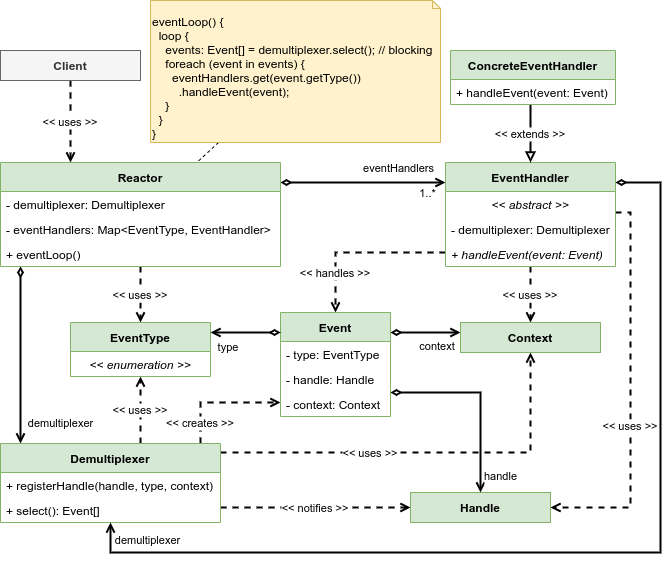 eventLoop() {
loop {
events: Event[] = demultiplexer.select(); // blocking
foreach (event in events) {
eventHandlers.get(event.getType())
.handleEvent(event);
}
}
}
Client
ConcreteEventHandler
+ handleEvent(event: Event)
<< uses >>
<< extends >>
Reactor
- demultiplexer: Demultiplexer
- eventHandlers: Map<EventType, EventHandler>
+ eventLoop()
eventHandlers
1..*
EventHandler
<< abstract >>
- demultiplexer: Demultiplexer
+ handleEvent(event: Event)
<< handles >>
<< uses >>
<< uses >>
EventType
<< enumeration >>
type
Event
- type: EventType
- handle: Handle
- context: Context
context
Context
<< uses >>
<< creates >>
demultiplexer
<< uses >>
<< uses >>
Demultiplexer
+ registerHandle(handle, type, context)
+ select(): Event[]
handle
<< notifies >>
Handle
demultiplexer